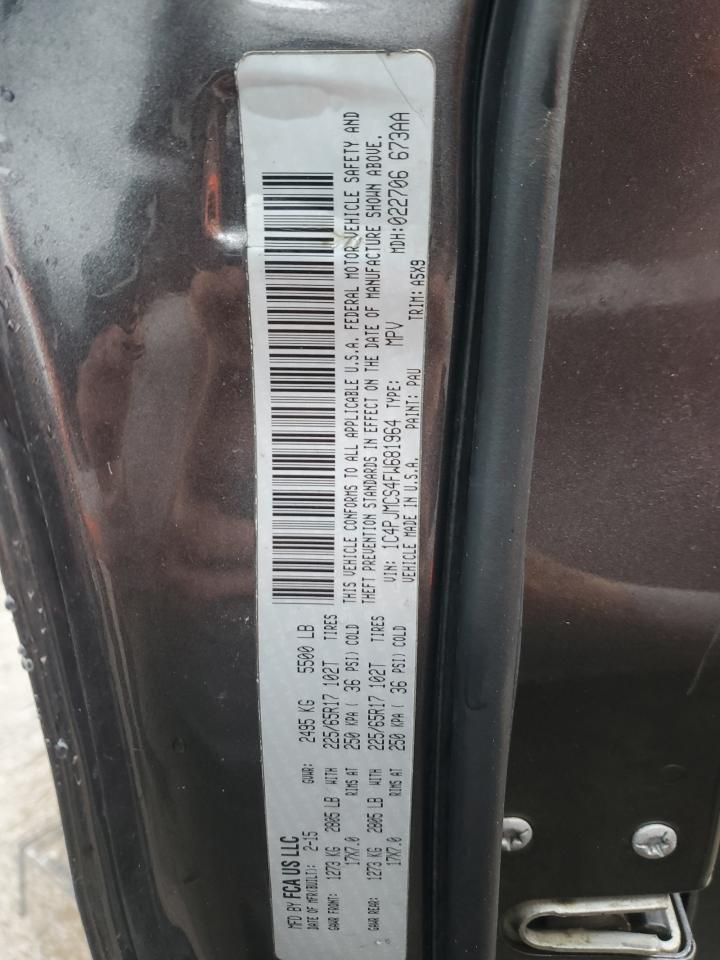 MFD BY FCA US LLC
DATE OF MFR(BUILT): 2-15 GVWR: 2495 KG 5500 LB
GAWR FRONT: 1273 KG 2805 LB WITH 225/65R17 102T TIRES
17X7.0 RIMS AT 250 KPA ( 36 PSI) COLD
GAWR REAR: 1273 KG 2805 LB WITH 225/65R17 102T TIRES
17X7.0 RIMS AT 250 KPA ( 36 PSI) COLD
THIS VEHICLE CONFORMS TO ALL APPLICABLE U.S.A. FEDERAL MOTOR VEHICLE SAFETY AND
THEFT PREVENTION STANDARDS IN EFFECT ON THE DATE OF MANUFACTURE SHOWN ABOVE.
VIN: 1C4PJMCS4FW681964 TYPE: MPV MDH:022706 673AA
VEHICLE MADE IN U.S.A. PAINT: PAU TRIM: A5X9